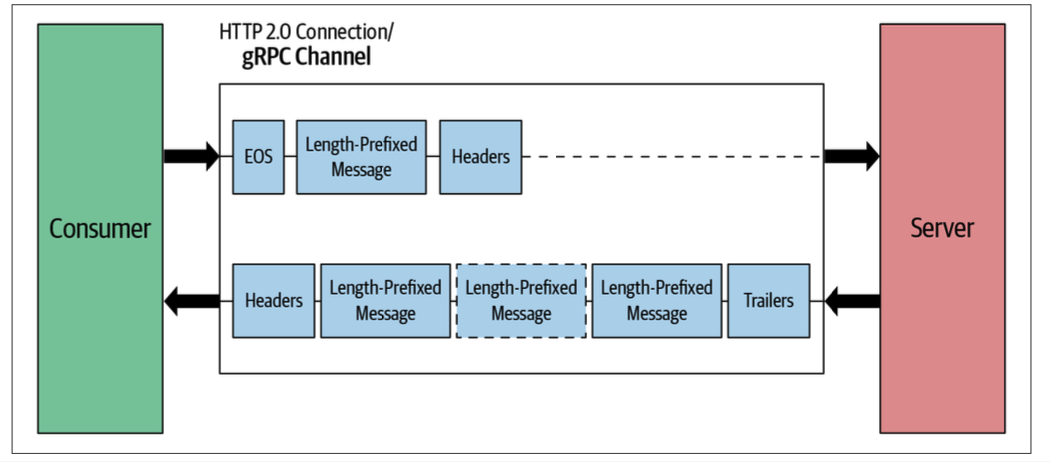 HTTP 2.0 Connection/
gRPC Channel
Consumer
EOS
Length-Prefixed
Message
Headers
Server
Headers
Length-Prefixed
Message
Length-Prefixed
Message
Length-Prefixed
Message
Trailers